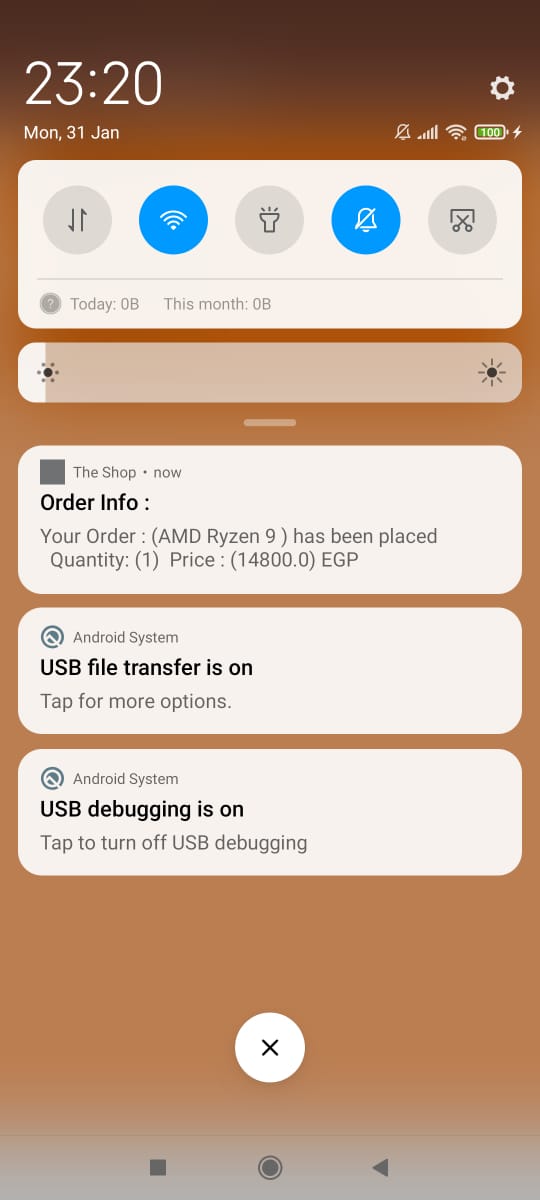 23:20
Mon, 31 Jan
100
Today: 0B This month: 0B
The Shop • now
Order Info :
Your Order : (AMD Ryzen 9 ) has been placed
Quantity: (1) Price : (14800.0) EGP
Android System
USB file transfer is on
Tap for more options.
Android System
USB debugging is on
Tap to turn off USB debugging